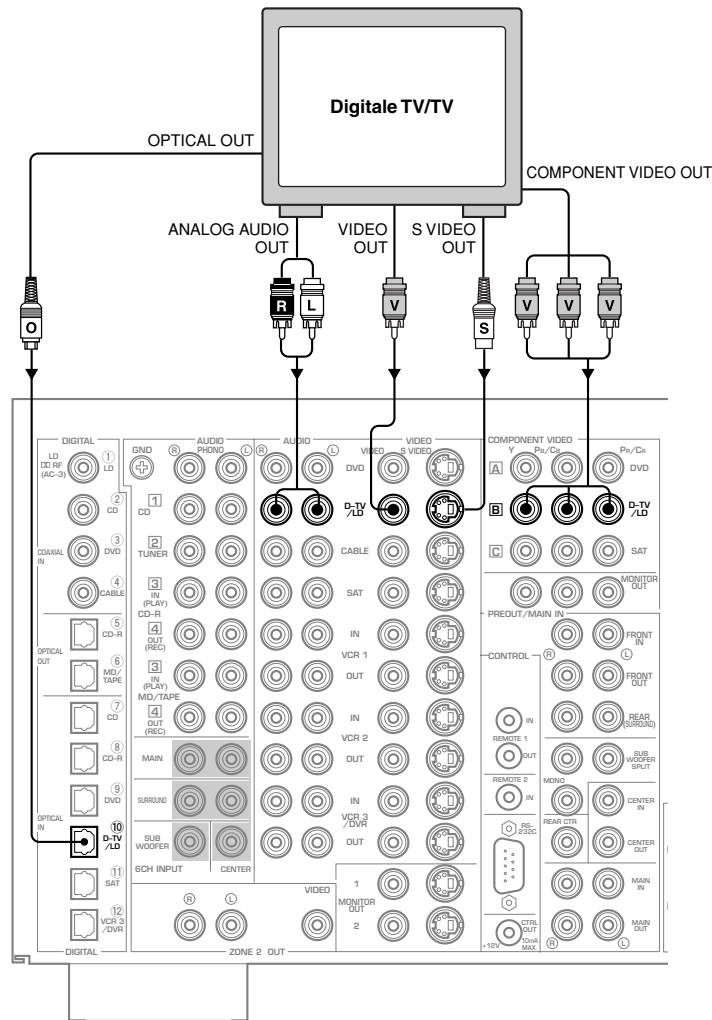 Digitale TV/TV
OPTICAL OUT
COMPONENT VIDEO OUT
ANALOG AUDIO OUT
VIDEO OUT
S VIDEO OUT
O
R
L
V
S
V
V
V
DIGITAL
LD
RF
(AC-3)
① LD
② CD
COAXIAL IN
③ DVD
④ CABLE
⑤ CD-R
OPTICAL OUT
⑥ MD/TAPE
⑦ CD
⑧ CD-R
⑨ DVD
OPTICAL IN
⑩ D-TV /LD
⑪ SAT
⑫ VCR 3 /DVR
DIGITAL
GND
AUDIO
R
PHONO
L
1
CD
2
TUNER
3
IN (PLAY)
CD-R
4
OUT (REC)
3
IN (PLAY)
MD/TAPE
4
OUT (REC)
MAIN
SURROUND
SUB WOOFER
6CH INPUT
CENTER
AUDIO
R
L
VIDEO
VIDEO
S VIDEO
DVD
D-TV /LD
CABLE
SAT
IN
VCR 1
OUT
IN
VCR 2
OUT
IN
VCR 3 /DVR
OUT
1
MONITOR OUT
2
R
L
VIDEO
ZONE 2 OUT
COMPONENT VIDEO
Y
PB/CB
PR/CR
A
DVD
B
D-TV /LD
C
SAT
MONITOR OUT
PREOUT/MAIN IN
FRONT IN
CONTROL
R
L
FRONT OUT
IN
REMOTE 1
OUT
REAR (SURROUND)
SUB WOOFER SPLIT
REMOTE 2
IN
MONO
CENTER IN
RS-232C
REAR CTR
CENTER OUT
MAIN IN
CTRL OUT
+12V
10mA MAX.
MAIN OUT
R
L